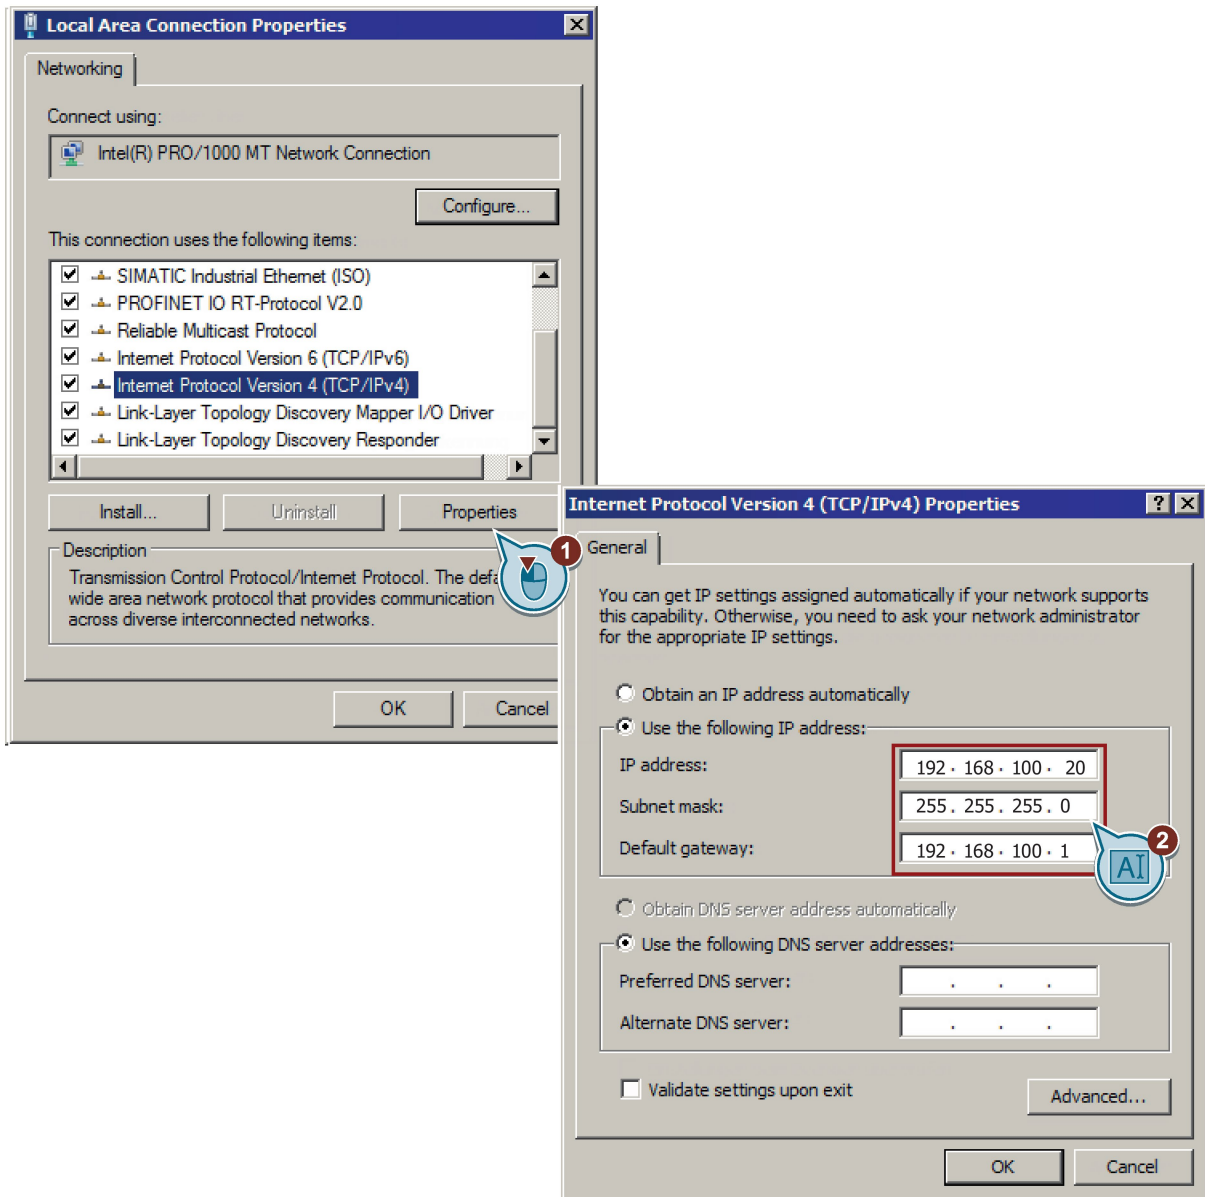 Local Area Connection Properties
Networking
Connect using:
Intel(R) PRO/1000 MT Network Connection
Configure...
This connection uses the following items:
SIMATIC Industrial Ethernet (ISO)
PROFINET IO RT-Protocol V2.0
Reliable Multicast Protocol
Internet Protocol Version 6 (TCP/IPv6)
Internet Protocol Version 4 (TCP/IPv4)
Link-Layer Topology Discovery Mapper I/O Driver
Link-Layer Topology Discovery Responder
Install...
Uninstall
Properties
Description
Transmission Control Protocol/Internet Protocol. The defa
wide area network protocol that provides communication
across diverse interconnected networks.
OK
Cancel
1
Internet Protocol Version 4 (TCP/IPv4) Properties
?
General
You can get IP settings assigned automatically if your network supports
this capability. Otherwise, you need to ask your network administrator
for the appropriate IP settings.
Obtain an IP address automatically
Use the following IP address:
IP address:
192 . 168 . 100 . 20
Subnet mask:
255 . 255 . 255 . 0
Default gateway:
192 . 168 . 100 . 1
2
A
Obtain DNS server address automatically
Use the following DNS server addresses:
Preferred DNS server:
. . .
Alternate DNS server:
. . .
Validate settings upon exit
Advanced...
OK
Cancel